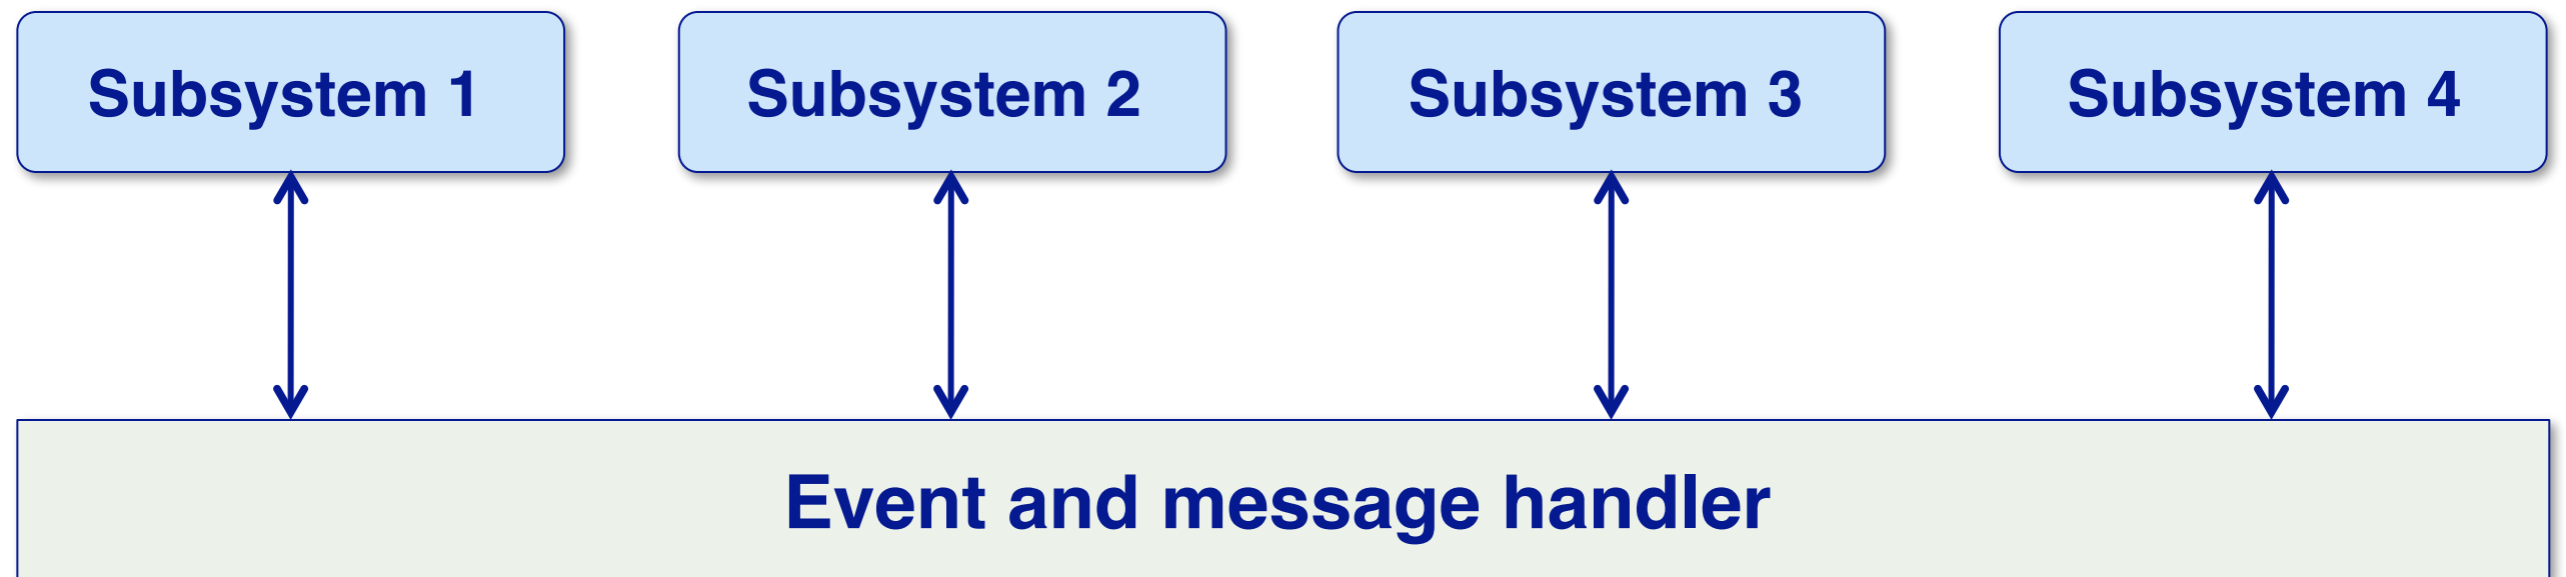 Subsystem 1
Subsystem 2
Subsystem 3
Subsystem 4
Event and message handler